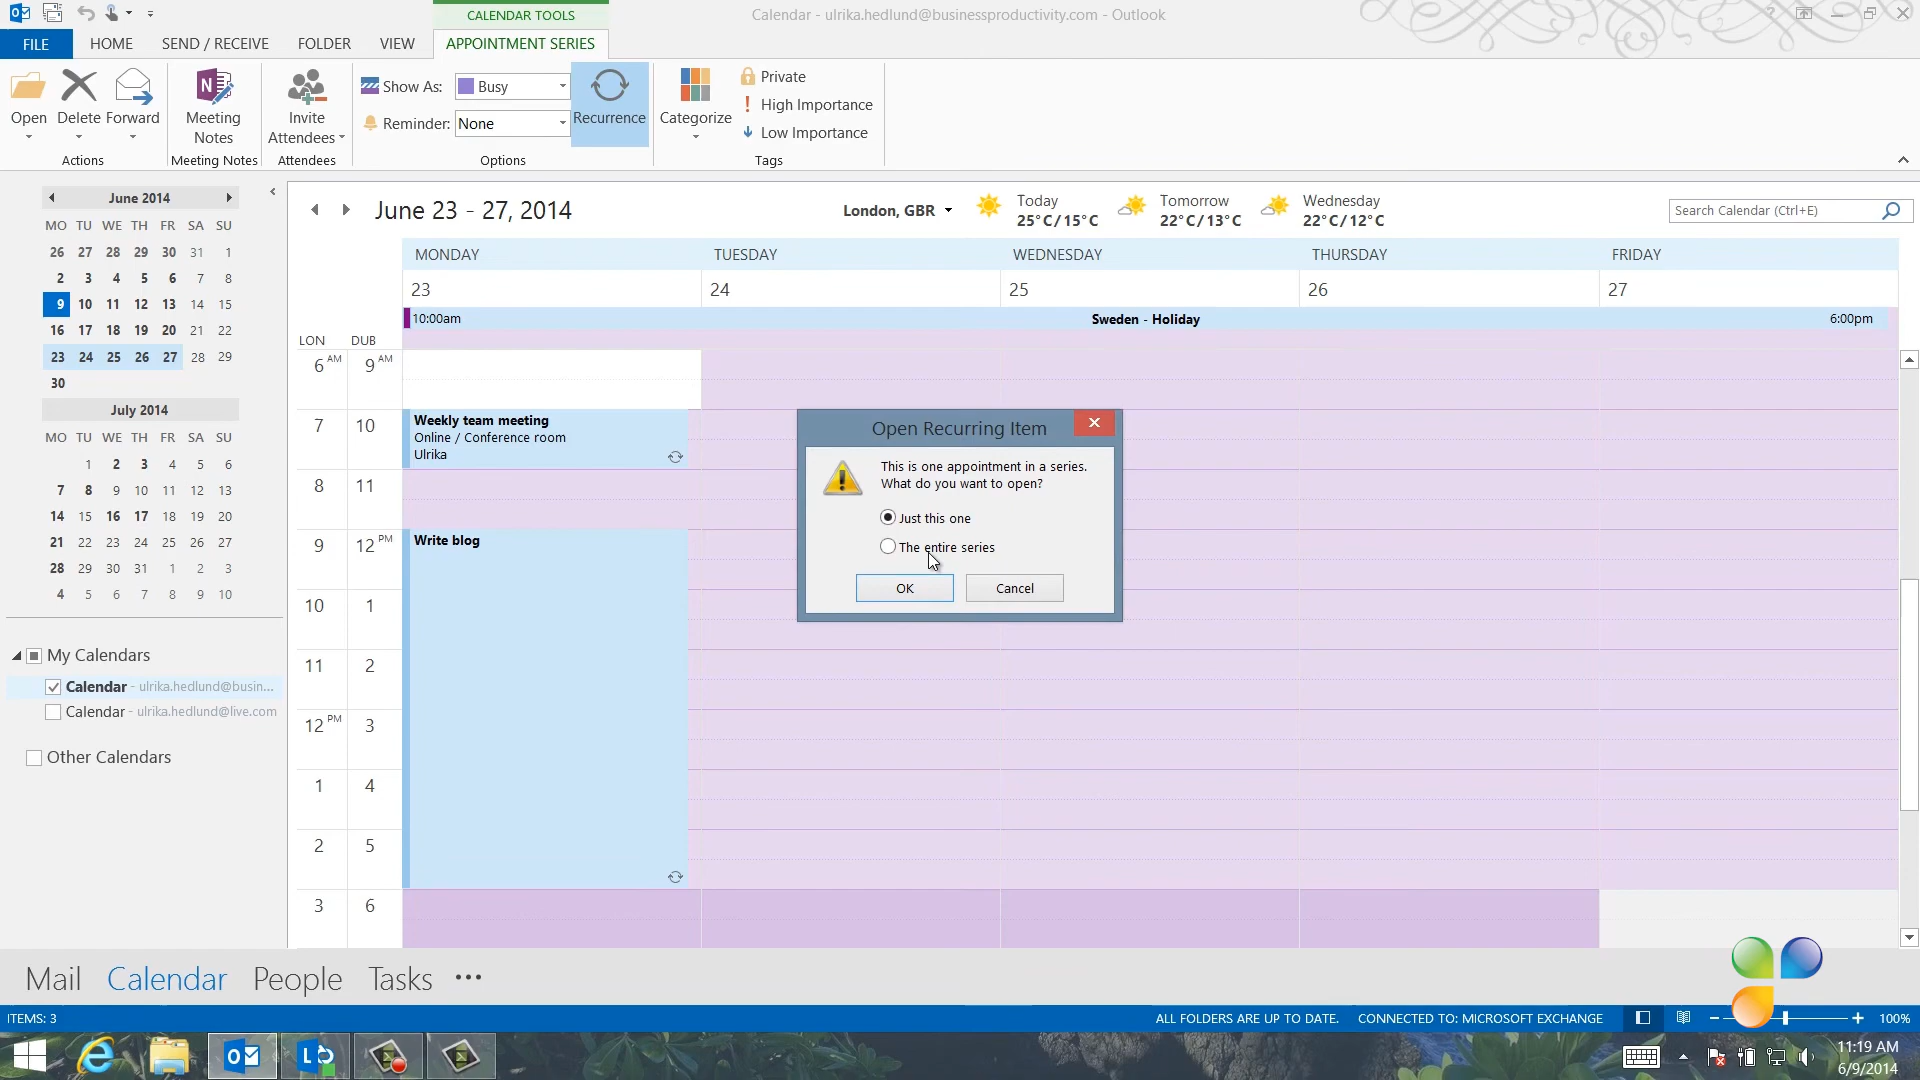 CALENDAR TOOLS
Calendar - ulrika.hedlund@businessproductivity.com - Outlook
FILE HOME SEND / RECEIVE FOLDER VIEW APPOINTMENT SERIES
Open Delete Forward
Actions
Meeting
Notes
Meeting Notes
Invite
Attendees
Attendees
Show As: Busy
Reminder: None
Recurrence
Options
Categorize
Private
High Importance
Low Importance
Tags
June 2014
MO TU WE TH FR SA SU
26 27 28 29 30 31 1
2 3 4 5 6 7 8
9 10 11 12 13 14 15
16 17 18 19 20 21 22
23 24 25 26 27 28 29
30
July 2014
MO TU WE TH FR SA SU
1 2 3 4 5 6
7 8 9 10 11 12 13
14 15 16 17 18 19 20
21 22 23 24 25 26 27
28 29 30 31 1 2 3
4 5 6 7 8 9 10
My Calendars
Calendar - ulrika.hedlund@busin...
Calendar - ulrika.hedlund@live.com
Other Calendars
June 23 - 27, 2014
London, GBR
Today
25°C/15°C
Tomorrow
22°C/13°C
Wednesday
22°C/12°C
Search Calendar (Ctrl+E)
MONDAY TUESDAY WEDNESDAY THURSDAY FRIDAY
23 24 25 26 27
10:00am Sweden - Holiday 6:00pm
LON DUB
6 AM 9 AM
7 10
8 11
9 12 PM
10 1
11 2
12 PM 3
1 4
2 5
3 6
Weekly team meeting
Online / Conference room
Ulrika
Write blog
Open Recurring Item
This is one appointment in a series.
What do you want to open?
Just this one
The entire series
OK Cancel
Mail Calendar People Tasks •••
ITEMS: 3
ALL FOLDERS ARE UP TO DATE. CONNECTED TO: MICROSOFT EXCHANGE
100%
11:19 AM
6/9/2014